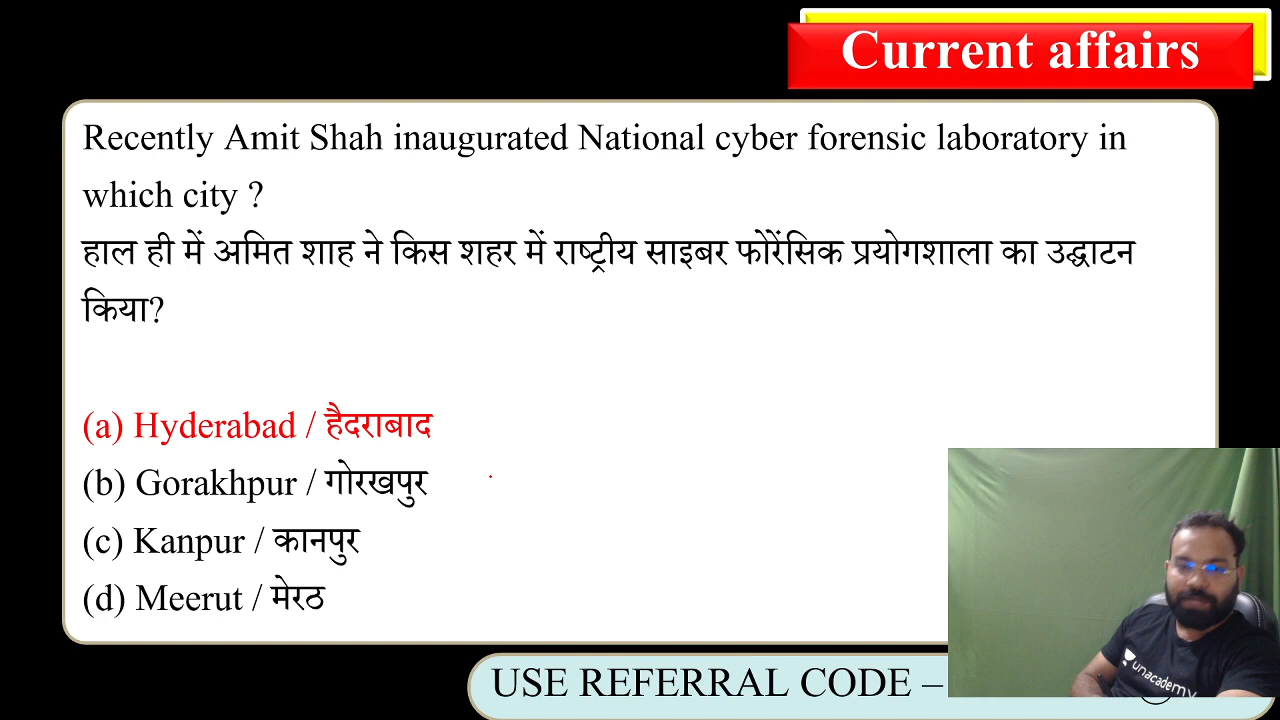 Current affairs
Recently Amit Shah inaugurated National cyber forensic laboratory in
which city ?
हाल ही में अमित शाह ने किस शहर में राष्ट्रीय साइबर फोरेंसिक प्रयोगशाला का उद्घाटन
किया?
(a) Hyderabad / हैदराबाद
(b) Gorakhpur / गोरखपुर
(c) Kanpur / कानपुर
(d) Meerut / मेरठ
unacademy
USE REFERRAL CODE –